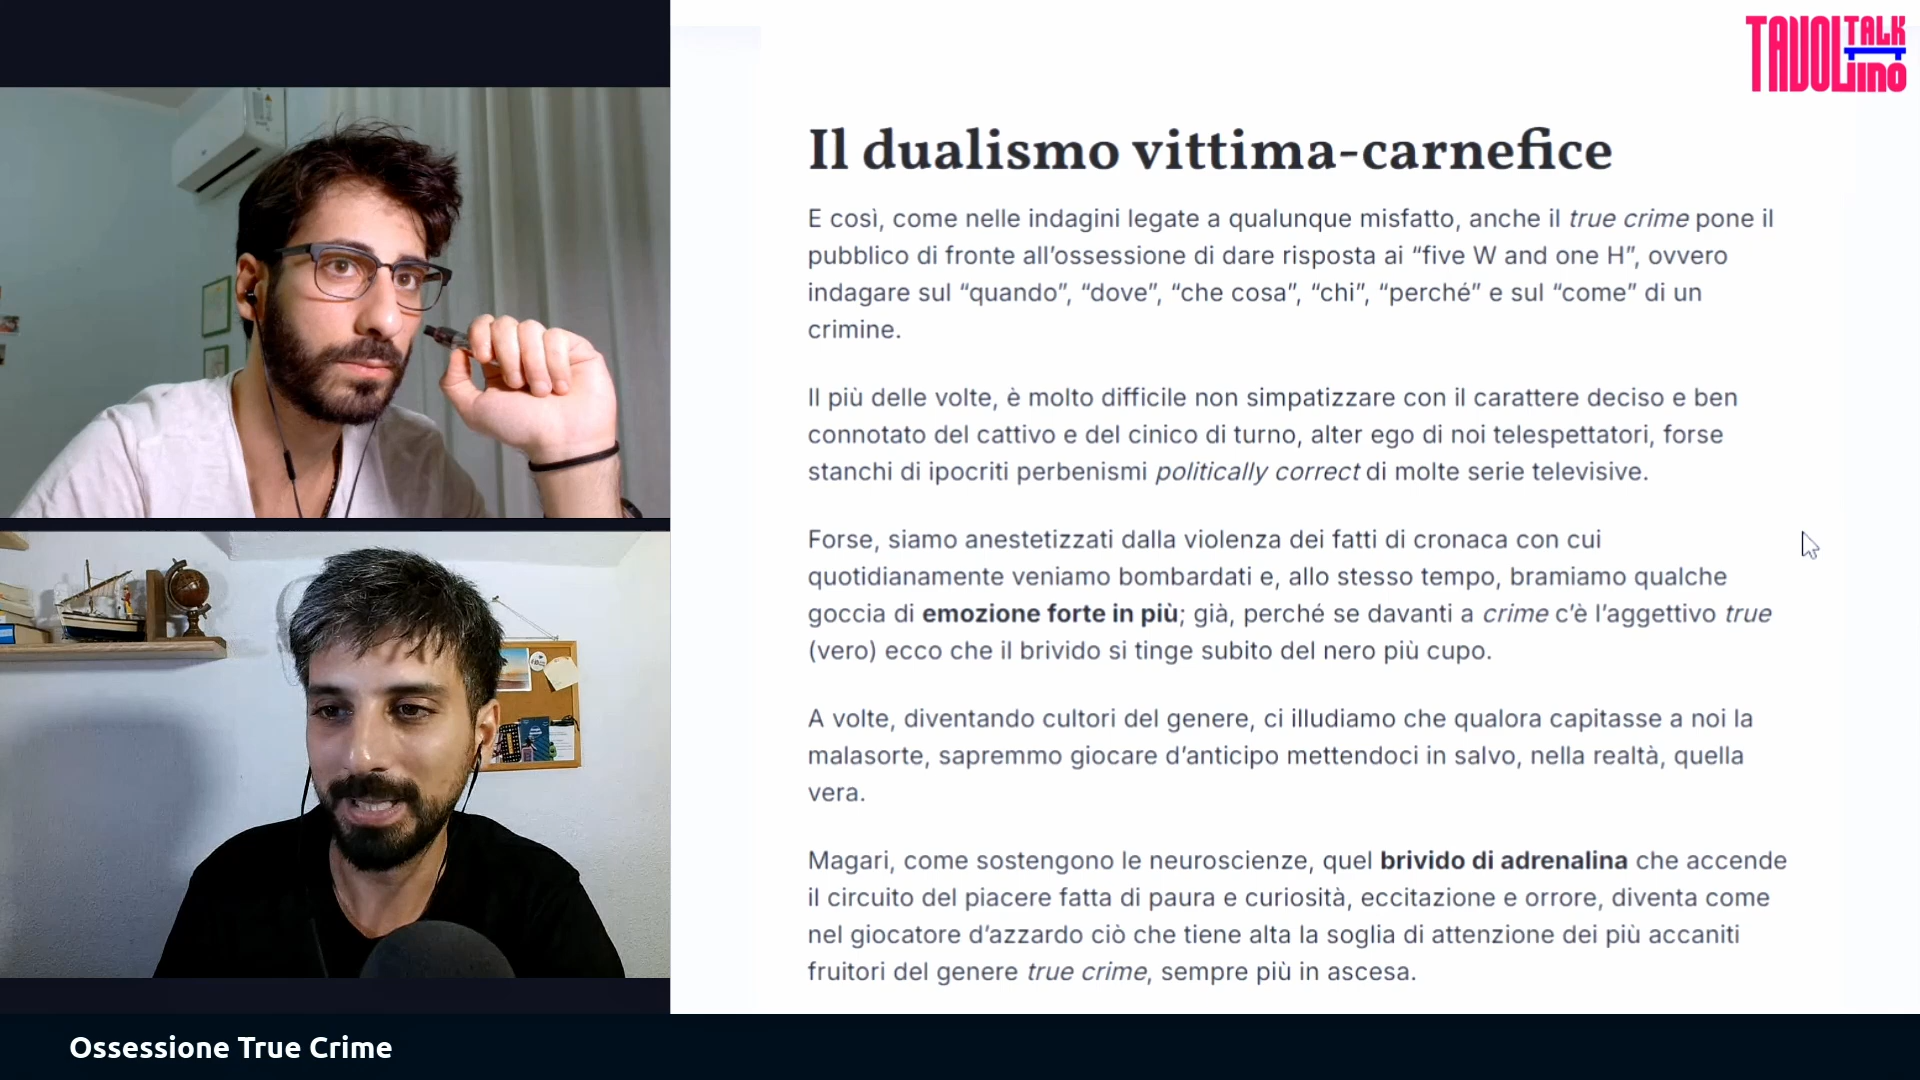 TAVOLINO TALK
Il dualismo vittima-carnefice
E così, come nelle indagini legate a qualunque misfatto, anche il true crime pone il
pubblico di fronte all’ossessione di dare risposta ai “five W and one H”, ovvero
indagare sul “quando”, “dove”, “che cosa”, “chi”, “perché” e sul “come” di un
crimine.
Il più delle volte, è molto difficile non simpatizzare con il carattere deciso e ben
connotato del cattivo e del cinico di turno, alter ego di noi telespettatori, forse
stanchi di ipocriti perbenismi politically correct di molte serie televisive.
Forse, siamo anestetizzati dalla violenza dei fatti di cronaca con cui
quotidianamente veniamo bombardati e, allo stesso tempo, bramiamo qualche
goccia di emozione forte in più; già, perché se davanti a crime c’è l’aggettivo true
(vero) ecco che il brivido si tinge subito del nero più cupo.
A volte, diventando cultori del genere, ci illudiamo che qualora capitasse a noi la
malasorte, sapremmo giocare d’anticipo mettendoci in salvo, nella realtà, quella
vera.
Magari, come sostengono le neuroscienze, quel brivido di adrenalina che accende
il circuito del piacere fatta di paura e curiosità, eccitazione e orrore, diventa come
nel giocatore d’azzardo ciò che tiene alta la soglia di attenzione dei più accaniti
fruitori del genere true crime, sempre più in ascesa.
Ossessione True Crime